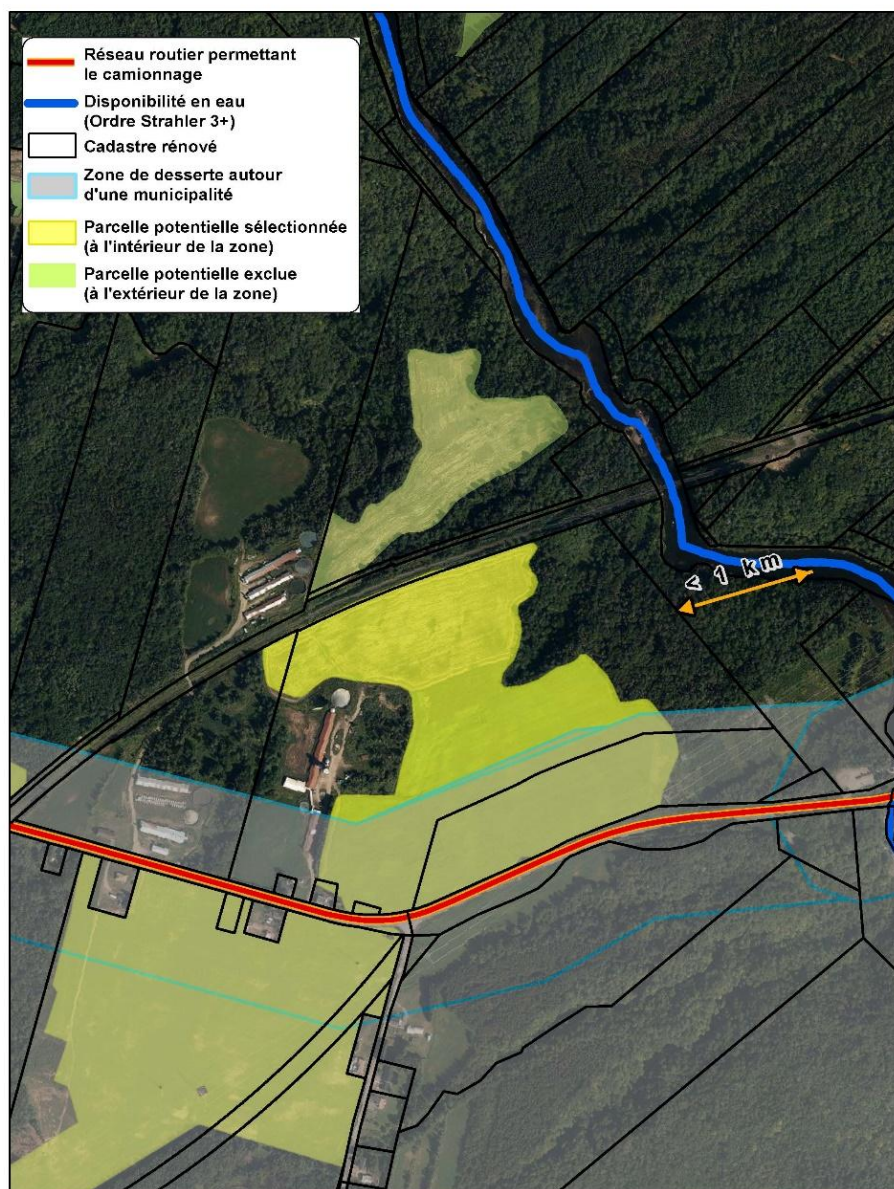 Réseau routier permettant
le camionnage
Disponibilité en eau
(Ordre Strahler 3+)
Cadastre rénové
Zone de desserte autour
d'une municipalité
Parcelle potentielle sélectionnée
(à l'intérieur de la zone)
Parcelle potentielle exclue
(à l'extérieur de la zone)
< 1 km